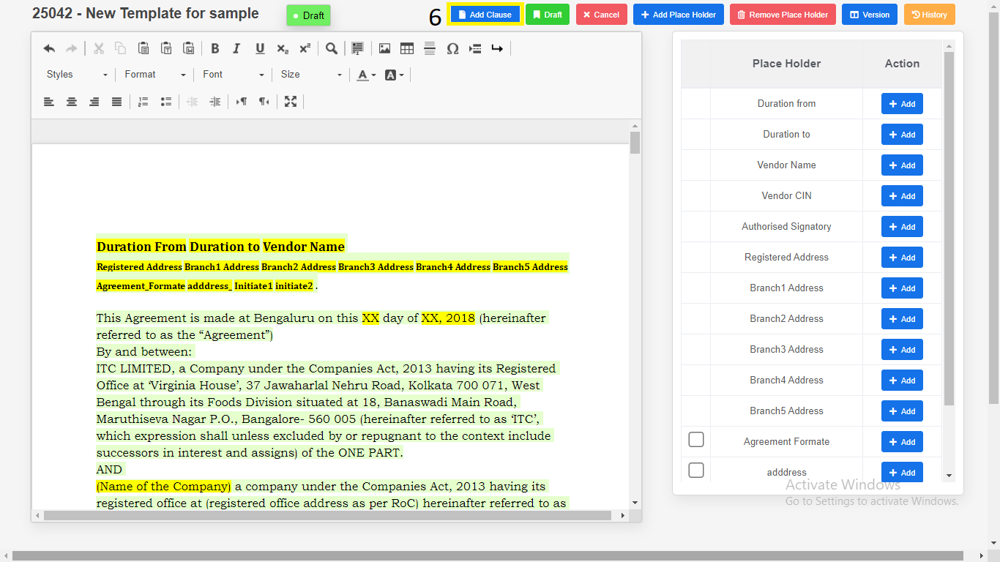 25042 - New Template for sample
Draft
6
Add Clause
Draft
Cancel
Add Place Holder
Remove Place Holder
Version
History
Styles
Format
Font
Size
Place Holder Action
Duration from Add
Duration to Add
Vendor Name Add
Vendor CIN Add
Authorised Signatory Add
Registered Address Add
Branch1 Address Add
Branch2 Address Add
Branch3 Address Add
Branch4 Address Add
Branch5 Address Add
Agreement Formate Add
adddress Add
Duration From Duration to Vendor Name
Registered Address Branch1 Address Branch2 Address Branch3 Address Branch4 Address Branch5 Address
Agreement_Formate adddress_ Initiate1 initiate2 .
This Agreement is made at Bengaluru on this XX day of XX, 2018 (hereinafter
referred to as the “Agreement”)
By and between:
ITC LIMITED, a Company under the Companies Act, 2013 having its Registered
Office at ‘Virginia House’, 37 Jawaharlal Nehru Road, Kolkata 700 071, West
Bengal through its Foods Division situated at 18, Banaswadi Main Road,
Maruthiseva Nagar P.O., Bangalore- 560 005 (hereinafter referred to as ‘ITC’,
which expression shall unless excluded by or repugnant to the context include
successors in interest and assigns) of the ONE PART.
AND
(Name of the Company) a company under the Companies Act, 2013 having its
registered office at (registered office address as per RoC) hereinafter referred to as
Activate Windows
Go to Settings to activate Windows.